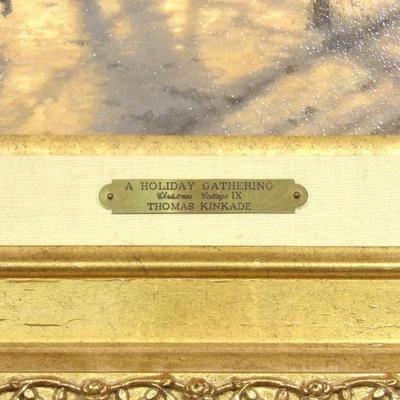 A HOLIDAY GATHERING
Christmas Cottage IX
THOMAS KINKADE